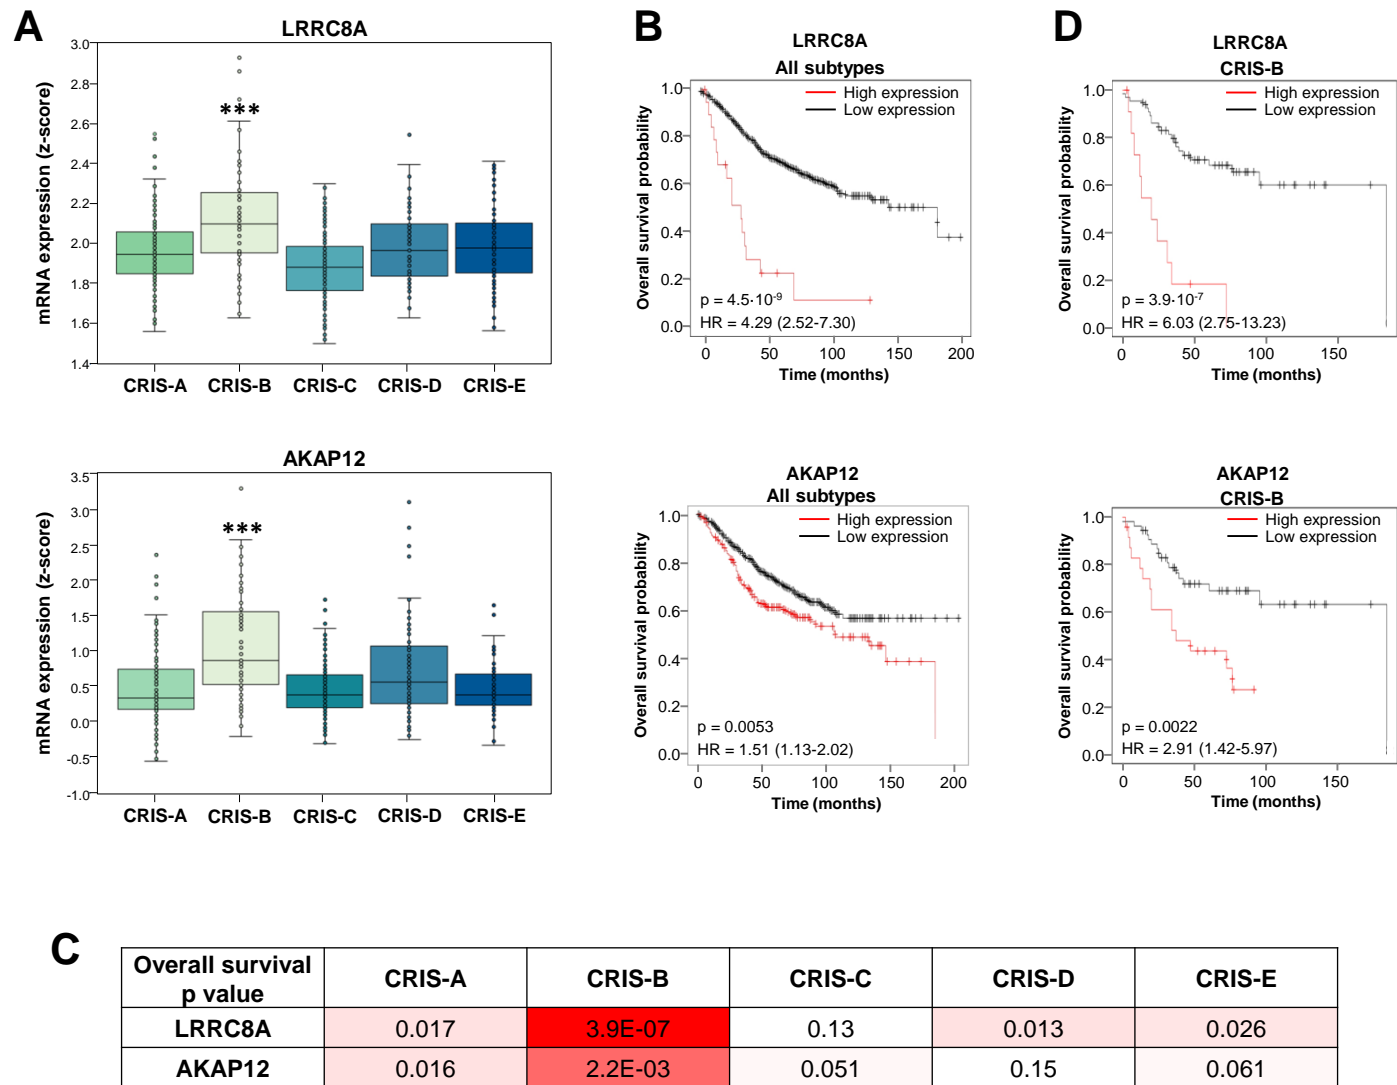 A
LRRC8A
mRNA expression (z-score)
3.0
2.8
2.6
2.4
2.2
2.0
1.8
1.6
1.4
***
CRIS-A CRIS-B CRIS-C CRIS-D CRIS-E
AKAP12
mRNA expression (z-score)
3.5
3.0
2.5
2.0
1.5
1.0
0.5
0.0
-0.5
-1.0
***
CRIS-A CRIS-B CRIS-C CRIS-D CRIS-E
B
LRRC8A
All subtypes
High expression
Low expression
Overall survival probability
1.0
0.8
0.6
0.4
0.2
0.0
p = 4.5·10⁻⁹
HR = 4.29 (2.52-7.30)
0 50 100 150 200
Time (months)
AKAP12
All subtypes
High expression
Low expression
Overall survival probability
1.0
0.8
0.6
0.4
0.2
0.0
p = 0.0053
HR = 1.51 (1.13-2.02)
0 50 100 150 200
Time (months)
D
LRRC8A
CRIS-B
High expression
Low expression
Overall survival probability
1.0
0.8
0.6
0.4
0.2
0.0
p = 3.9·10⁻⁷
HR = 6.03 (2.75-13.23)
0 50 100 150
Time (months)
AKAP12
CRIS-B
High expression
Low expression
Overall survival probability
1.0
0.8
0.6
0.4
0.2
0.0
p = 0.0022
HR = 2.91 (1.42-5.97)
0 50 100 150
Time (months)
C
Overall survival
p value
CRIS-A CRIS-B CRIS-C CRIS-D CRIS-E
LRRC8A 0.017 3.9E-07 0.13 0.013 0.026
AKAP12 0.016 2.2E-03 0.051 0.15 0.061